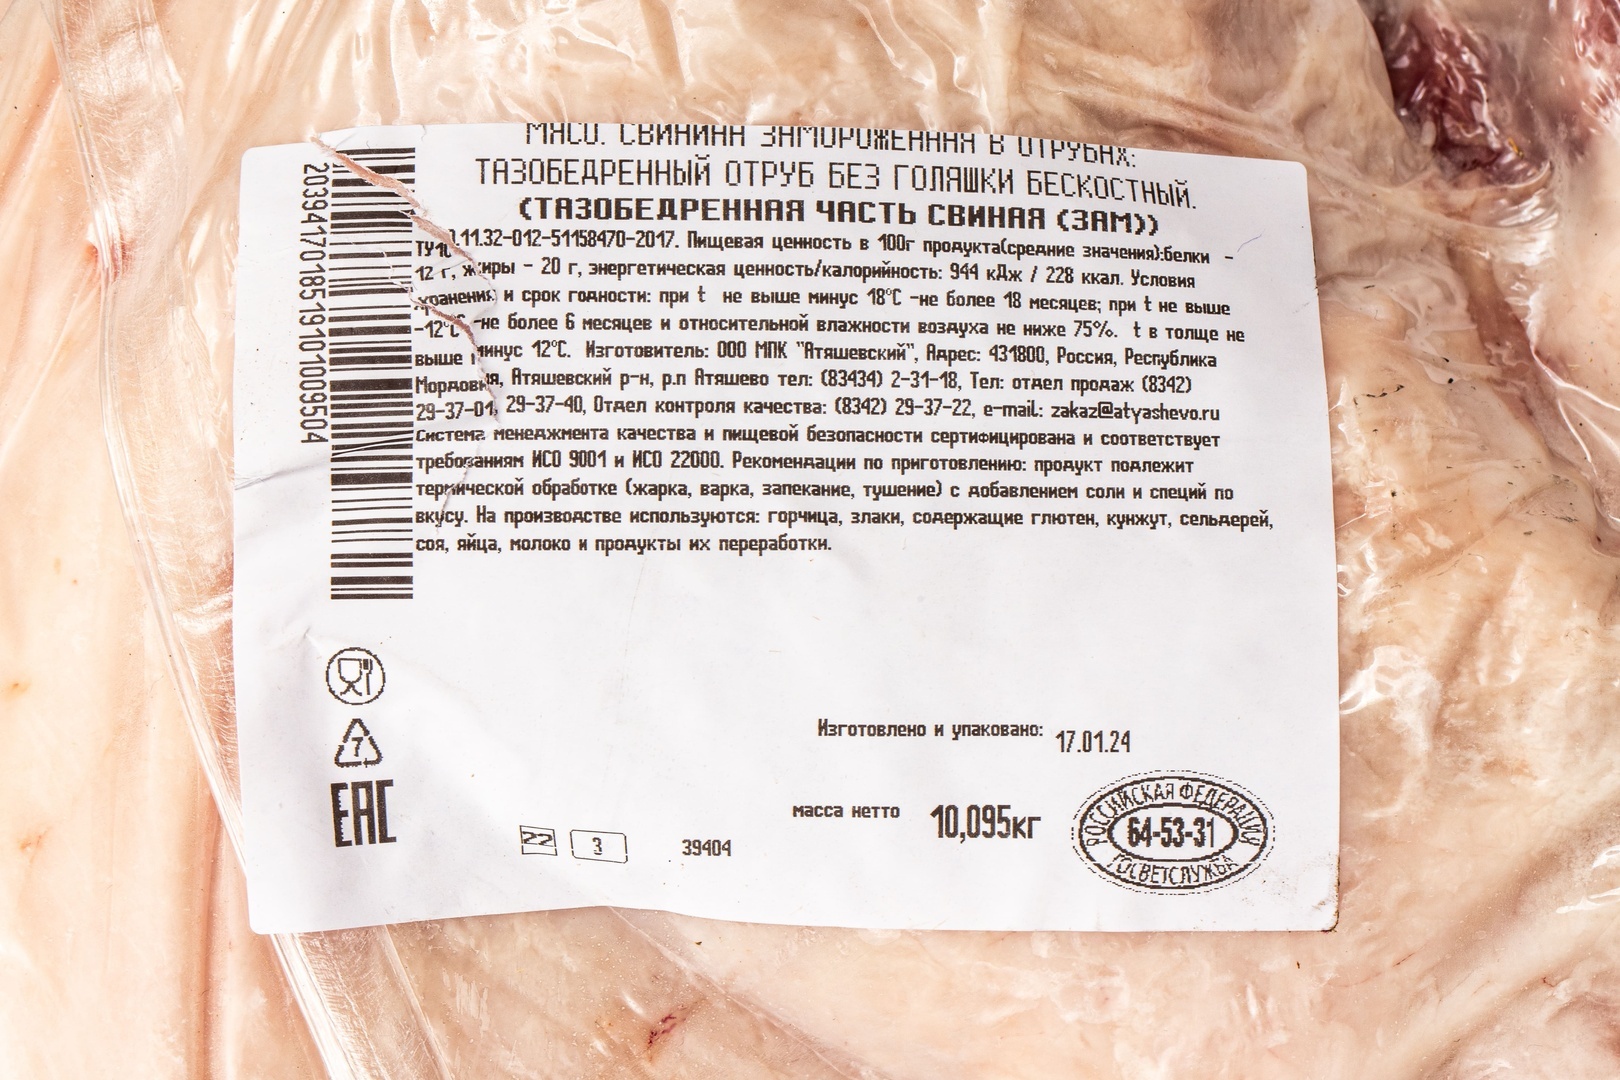 МЯСО. СВИНИНА ЗАМОРОЖЕННАЯ В ОТРУБАХ:
ТАЗОБЕДРЕННЫЙ ОТРУБ БЕЗ ГОЛЯШКИ БЕСКОСТНЫЙ.
(ТАЗОБЕДРЕННАЯ ЧАСТЬ СВИНАЯ (ЗАМ))
ТУ10.11.32-012-51158470-2017. Пищевая ценность в 100г продукта(средние значения):белки -
12 г, жиры - 20 г, энергетическая ценность/калорийность: 944 кДж / 228 ккал. Условия
хранения и срок годности: при t не выше минус 18°C -не более 18 месяцев; при t не выше
-12°C -не более 6 месяцев и относительной влажности воздуха не ниже 75%. t в толще не
выше минус 12°C. Изготовитель: ООО МПК "Атяшевский", Адрес: 431800, Россия, Республика
Мордовия, Атяшевский р-н, р.п Атяшево тел: (83434) 2-31-18, Тел: отдел продаж (8342)
29-37-01, 29-37-40, Отдел контроля качества: (8342) 29-37-22, e-mail: zakaz@atyashevo.ru
Система менеджмента качества и пищевой безопасности сертифицирована и соответствует
требованиям ИСО 9001 и ИСО 22000. Рекомендации по приготовлению: продукт подлежит
термической обработке (жарка, варка, запекание, тушение) с добавлением соли и специй по
вкусу. На производстве используются: горчица, злаки, содержащие глютен, кунжут, сельдерей,
соя, яйца, молоко и продукты их переработки.
2039417018519101009504
7
EAC
Изготовлено и упаковано: 17.01.24
масса нетто 10,095кг
22 3 39404
РОССИЙСКАЯ ФЕДЕРАЦИЯ
64-53-31
ГОСВЕТСЛУЖБА